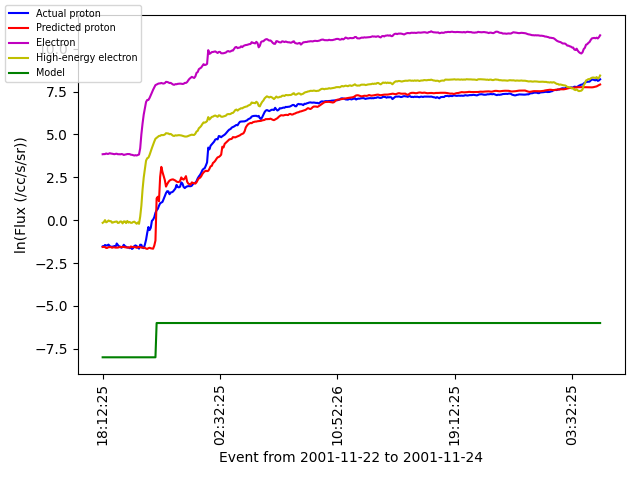 Actual proton
Predicted proton
Electron
High-energy electron
Model
10.0
7.5
5.0
2.5
0.0
−2.5
−5.0
−7.5
ln(Flux (/cc/s/sr))
18:12:25
02:32:25
10:52:26
19:12:25
03:32:25
Event from 2001-11-22 to 2001-11-24